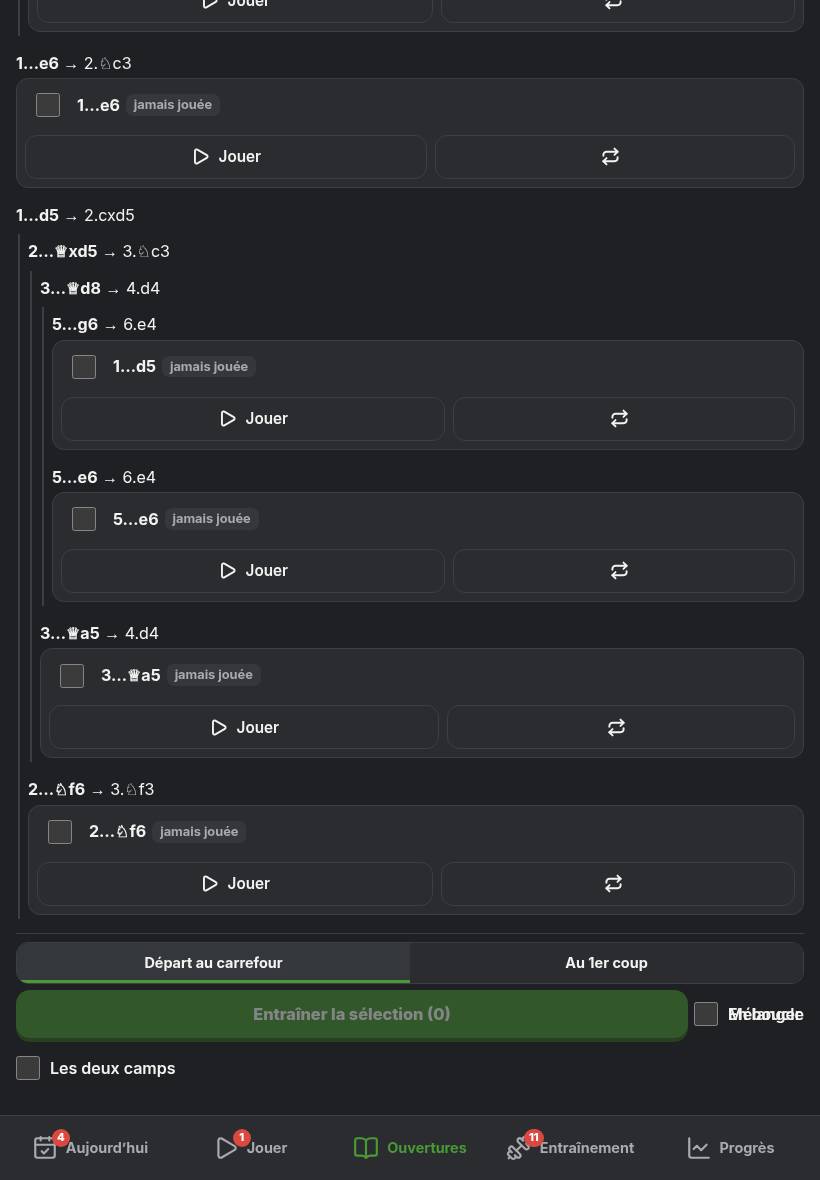 Jouer
1…e6 → 2.♘c3
1…e6 jamais jouée
Jouer
1…d5 → 2.cxd5
2…♛xd5 → 3.♘c3
3…♛d8 → 4.d4
5…g6 → 6.e4
1…d5 jamais jouée
Jouer
5…e6 → 6.e4
5…e6 jamais jouée
Jouer
3…♛a5 → 4.d4
3…♛a5 jamais jouée
Jouer
2…♞f6 → 3.♘f3
2…♞f6 jamais jouée
Jouer
Départ au carrefour Au 1er coup
Entraîner la sélection (0)
Les deux camps
4 Aujourd'hui 1 Jouer Ouvertures 11 Entraînement Progrès